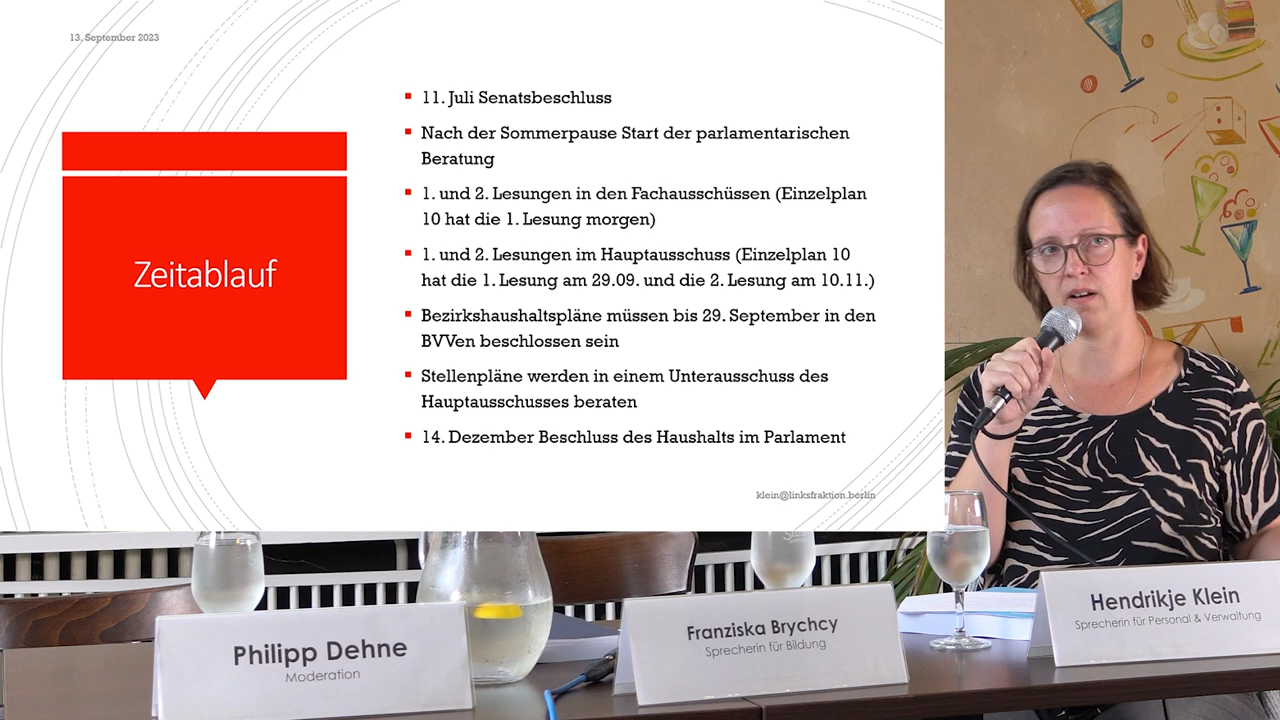 13. September 2023
Zeitablauf
11. Juli Senatsbeschluss
Nach der Sommerpause Start der parlamentarischen
Beratung
1. und 2. Lesungen in den Fachausschüssen (Einzelplan
10 hat die 1. Lesung morgen)
1. und 2. Lesungen im Hauptausschuss (Einzelplan 10
hat die 1. Lesung am 29.09. und die 2. Lesung am 10.11.)
Bezirkshaushaltspläne müssen bis 29. September in den
BVVen beschlossen sein
Stellenpläne werden in einem Unterausschuss des
Hauptausschusses beraten
14. Dezember Beschluss des Haushalts im Parlament
klein@linksfraktion.berlin
Philipp Dehne
Moderation
Franziska Brychcy
Sprecherin für Bildung
Hendrikje Klein
Sprecherin für Personal & Verwaltung